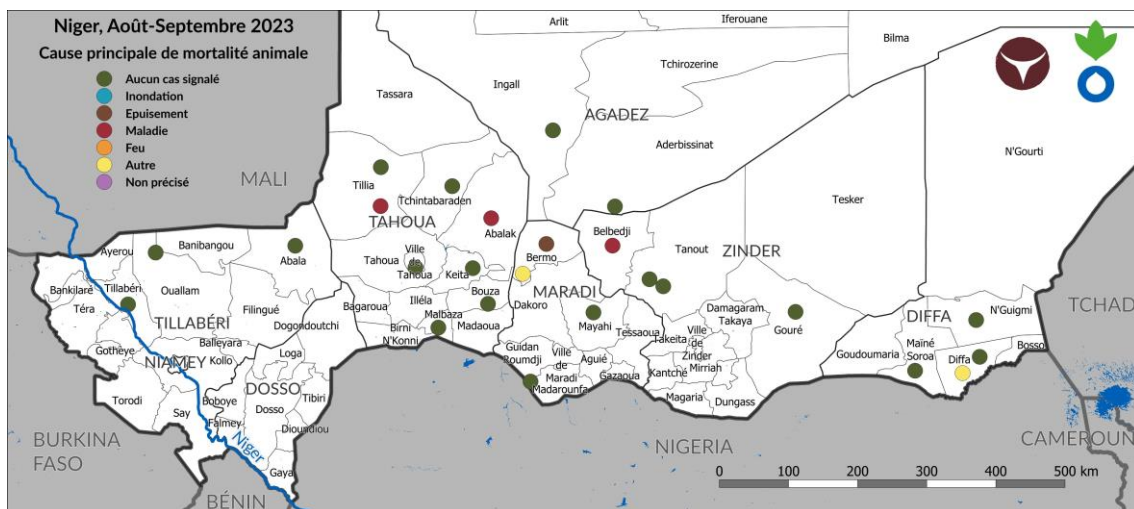 Niger, Août-Septembre 2023
Cause principale de mortalité animale
Aucun cas signalé
Inondation
Epuisement
Maladie
Feu
Autre
Non précisé
Arlit
Iferouane
Bilma
Tchirozerine
Ingall
Tassara
AGADEZ
Aderbissinat
N'Gourti
MALI
Tillia
Tchintabaraden
Tesker
TAHOUA
Abalak
Belbedji
Tanout
ZINDER
Ayerou
Banibangou
Abala
Tahoua
Ville de Tahoua
Keita
Bermo
Bankilaré
Tillabéri
Ouallam
Téra
Filingué
Bagaroua
Illéla
Bouza
Dakoro
MARADI
Mayahi
Damagaram Takaya
Gouré
DIFFA
N'Guigmi
TCHAD
TILLABÉRI
Dogondoutchi
Birni N'Konni
Malbaza
Madaoua
Tessaoua
Takeita
Ville de Zinder
Mirriah
Goudoumaria
Maïné Soroa
Diffa
Bosso
Gotheye
NIAMEY
Balleyara
Kollo
Loga
Guidan Roumdji
Ville de Maradi
Aguié
Gazaoua
Madarounfa
Kantché
Magaria
Dungass
Torodi
Say
Boboye
DOSSO
Tibiri
Dosso
Falmey
Dioundiou
Gaya
Niger
BURKINA FASO
BÉNIN
NIGERIA
CAMEROUN
0 100 200 300 400 500 km